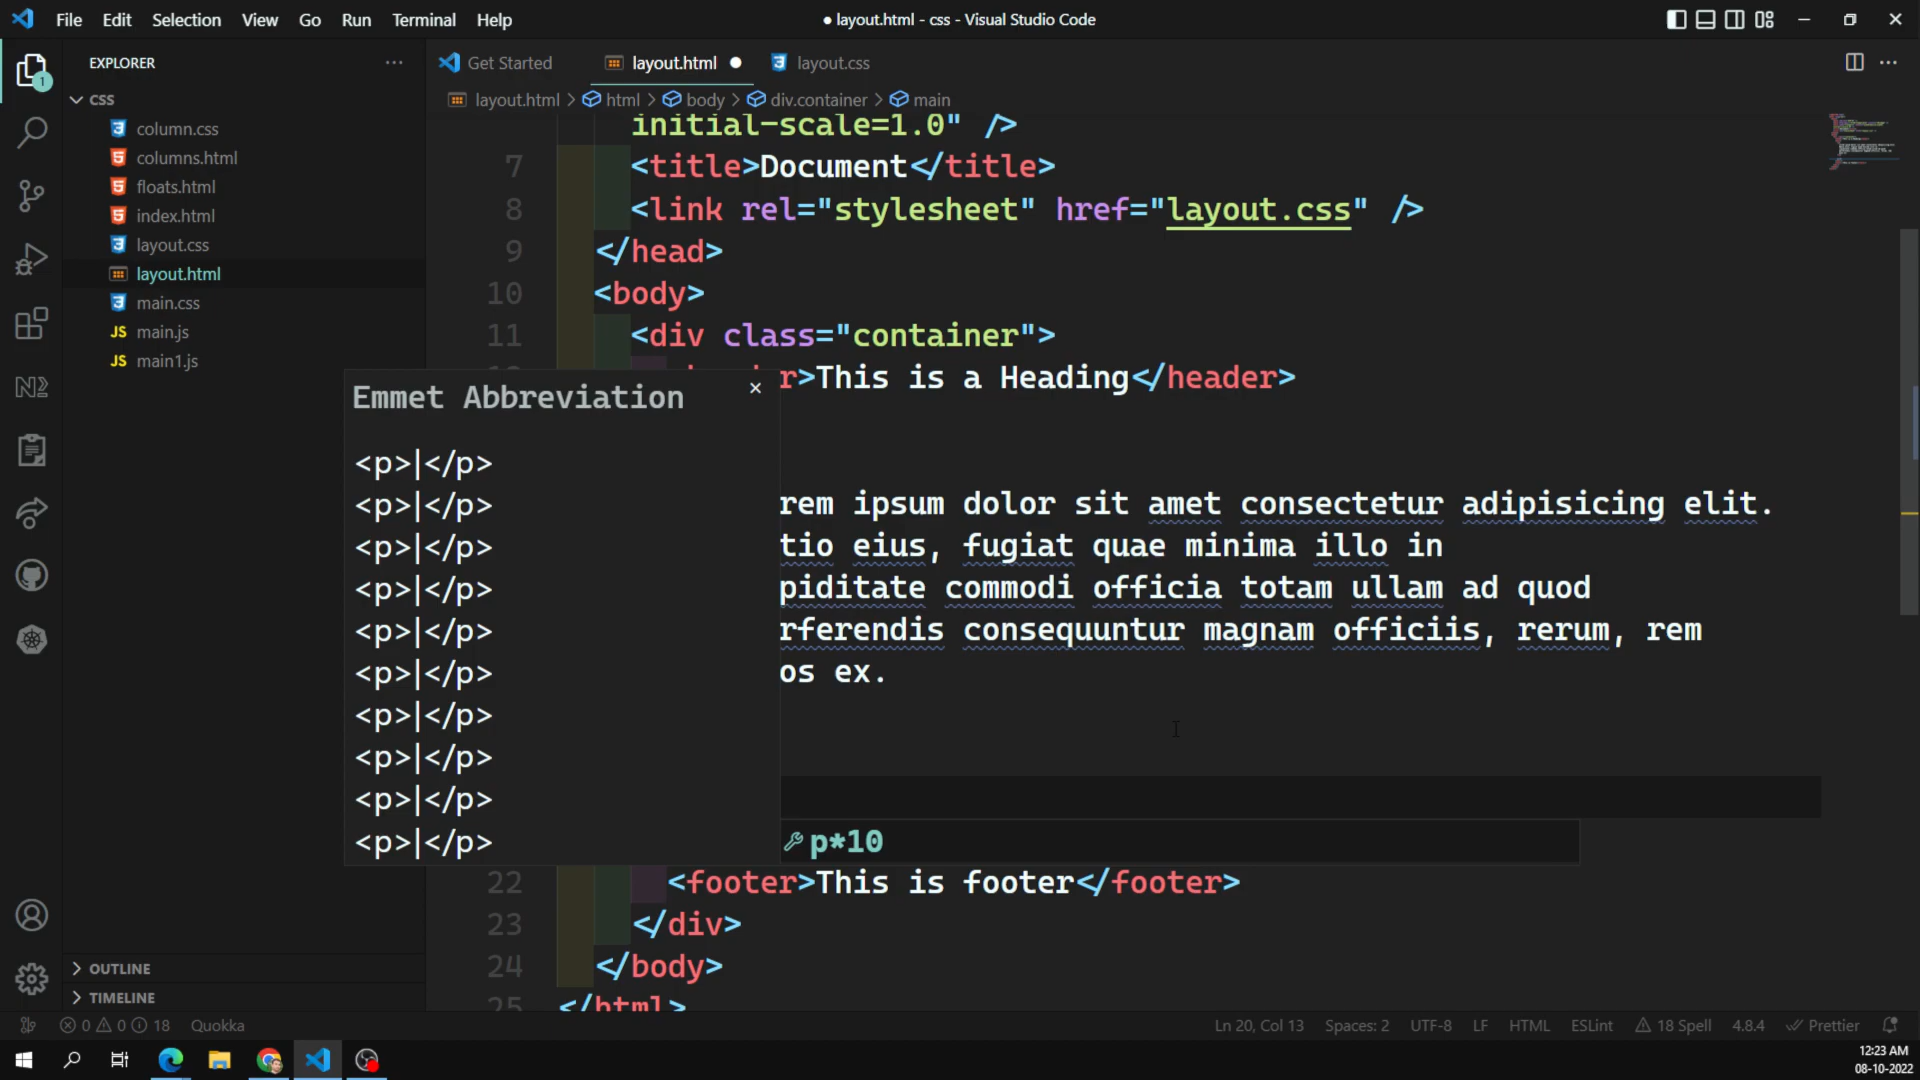 File Edit Selection View Go Run Terminal Help
● layout.html - css - Visual Studio Code
EXPLORER
CSS
column.css
columns.html
floats.html
index.html
layout.css
layout.html
main.css
main.js
main1.js
OUTLINE
TIMELINE
Get Started layout.html ● layout.css
layout.html > html > body > div.container > main
initial-scale=1.0" />
7 <title>Document</title>
8 <link rel="stylesheet" href="layout.css" />
9 </head>
10 <body>
11 <div class="container">
r>This is a Heading</header>
rem ipsum dolor sit amet consectetur adipisicing elit.
tio eius, fugiat quae minima illo in
piditate commodi officia totam ullam ad quod
rferendis consequuntur magnam officiis, rerum, rem
os ex.
Emmet Abbreviation ×
<p>|</p>
<p>|</p>
<p>|</p>
<p>|</p>
<p>|</p>
<p>|</p>
<p>|</p>
<p>|</p>
<p>|</p>
<p>|</p>
p*10
22 <footer>This is footer</footer>
23 </div>
24 </body>
25 </html>
0 0 18 Quokka
Ln 20, Col 13 Spaces: 2 UTF-8 LF HTML ESLint 18 Spell 4.8.4 Prettier
12:23 AM
08-10-2022